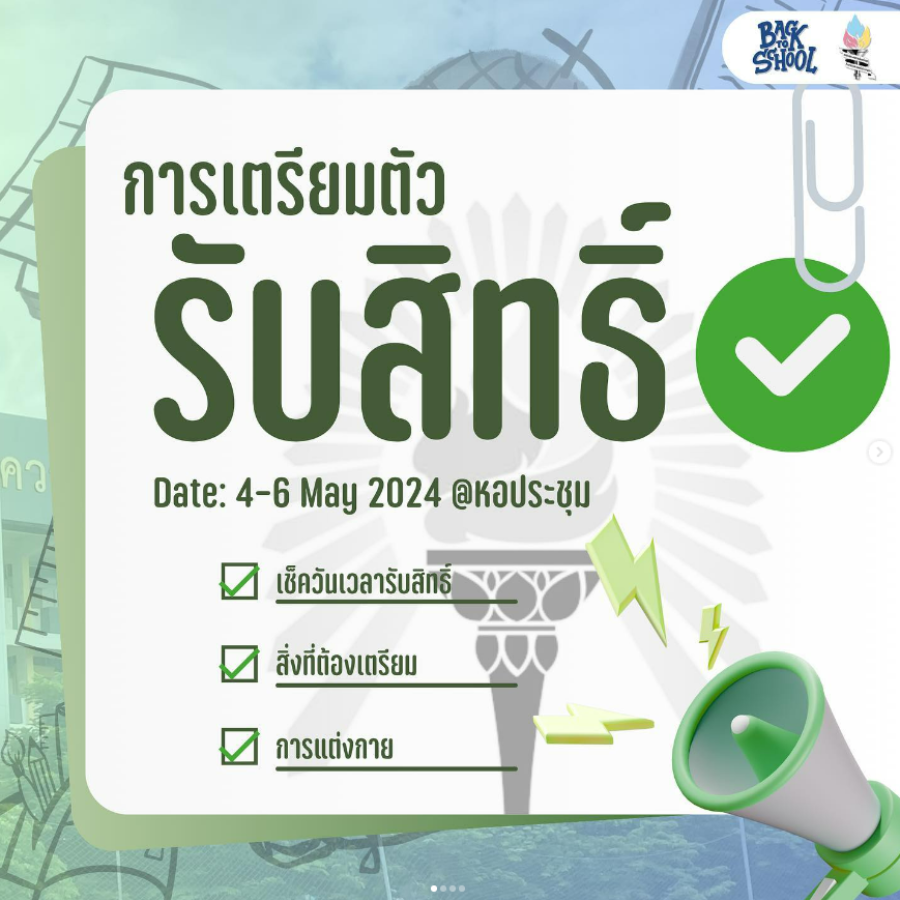 BACK
TO
SCHOOL
การเตรียมตัว
รับสิทธิ์
Date: 4-6 May 2024 @หอประชุม
เช็ควันเวลารับสิทธิ์
สิ่งที่ต้องเตรียม
การแต่งกาย